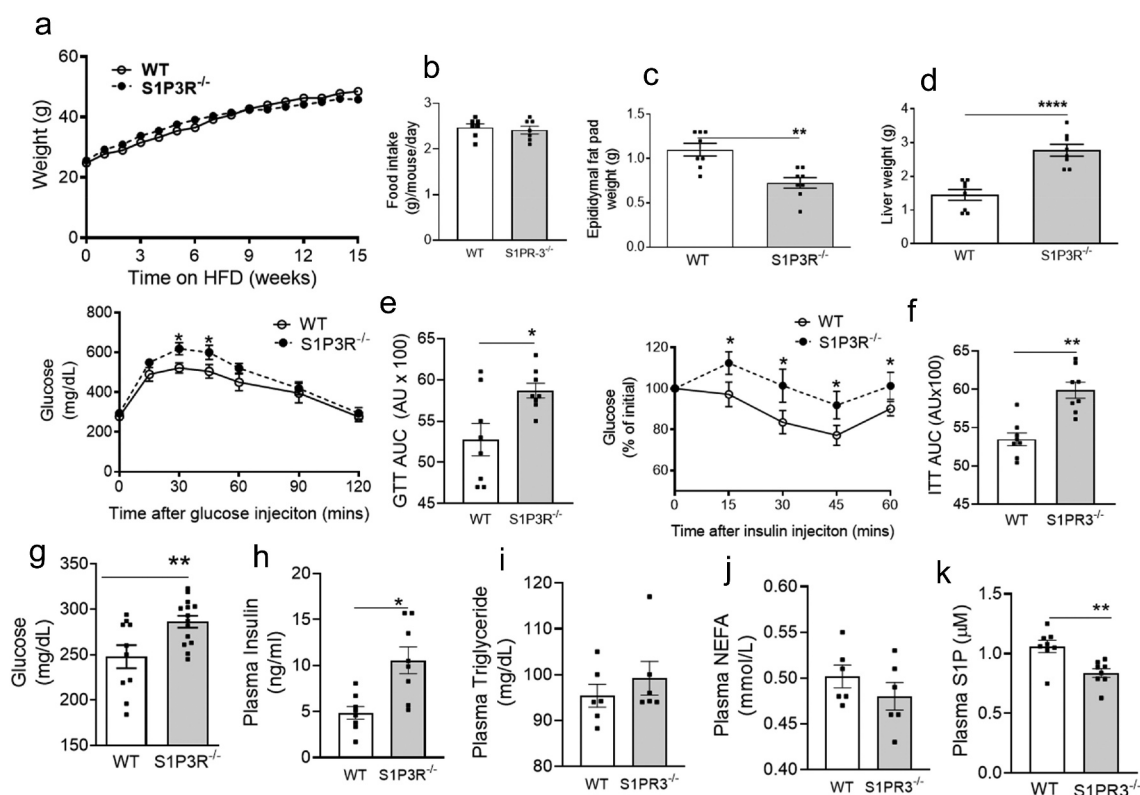 a
60
40
20
0
Weight (g)
WT
S1P3R-/-
0 3 6 9 12 15
Time on HFD (weeks)
b
3
2
1
0
Food intake
(g)/mouse/day
WT S1PR-3-/-
c
1.5
1.0
0.5
0.0
Epididymal fat pad
weight (g)
**
WT S1P3R-/-
d
4
3
2
1
0
Liver weight (g)
****
WT S1P3R-/-
800
600
400
200
0
Glucose
(mg/dL)
WT
S1P3R-/-
* *
0 30 60 90 120
Time after glucose injeciton (mins)
e
65
60
55
50
45
GTT AUC (AU x 100)
*
WT S1P3R-/-
120
100
80
60
Glucose
(% of initial)
WT
S1P3R-/-
* * * *
0 15 30 45 60
Time after insulin injeciton (mins)
f
65
60
55
50
45
ITT AUC (AUx100)
**
WT S1PR3-/-
g
350
300
250
200
150
Glucose
(mg/dL)
**
WT S1P3R-/-
h
20
15
10
5
0
Plasma Insulin
(ng/ml)
*
WT S1P3R-/-
i
120
110
100
90
80
Plasma Triglyceride
(mg/dL)
WT S1PR3-/-
j
0.60
0.55
0.50
0.45
0.40
Plasma NEFA
(mmol/L)
WT S1PR3-/-
k
1.5
1.0
0.5
0.0
Plasma S1P (µM)
**
WT S1PR3-/-